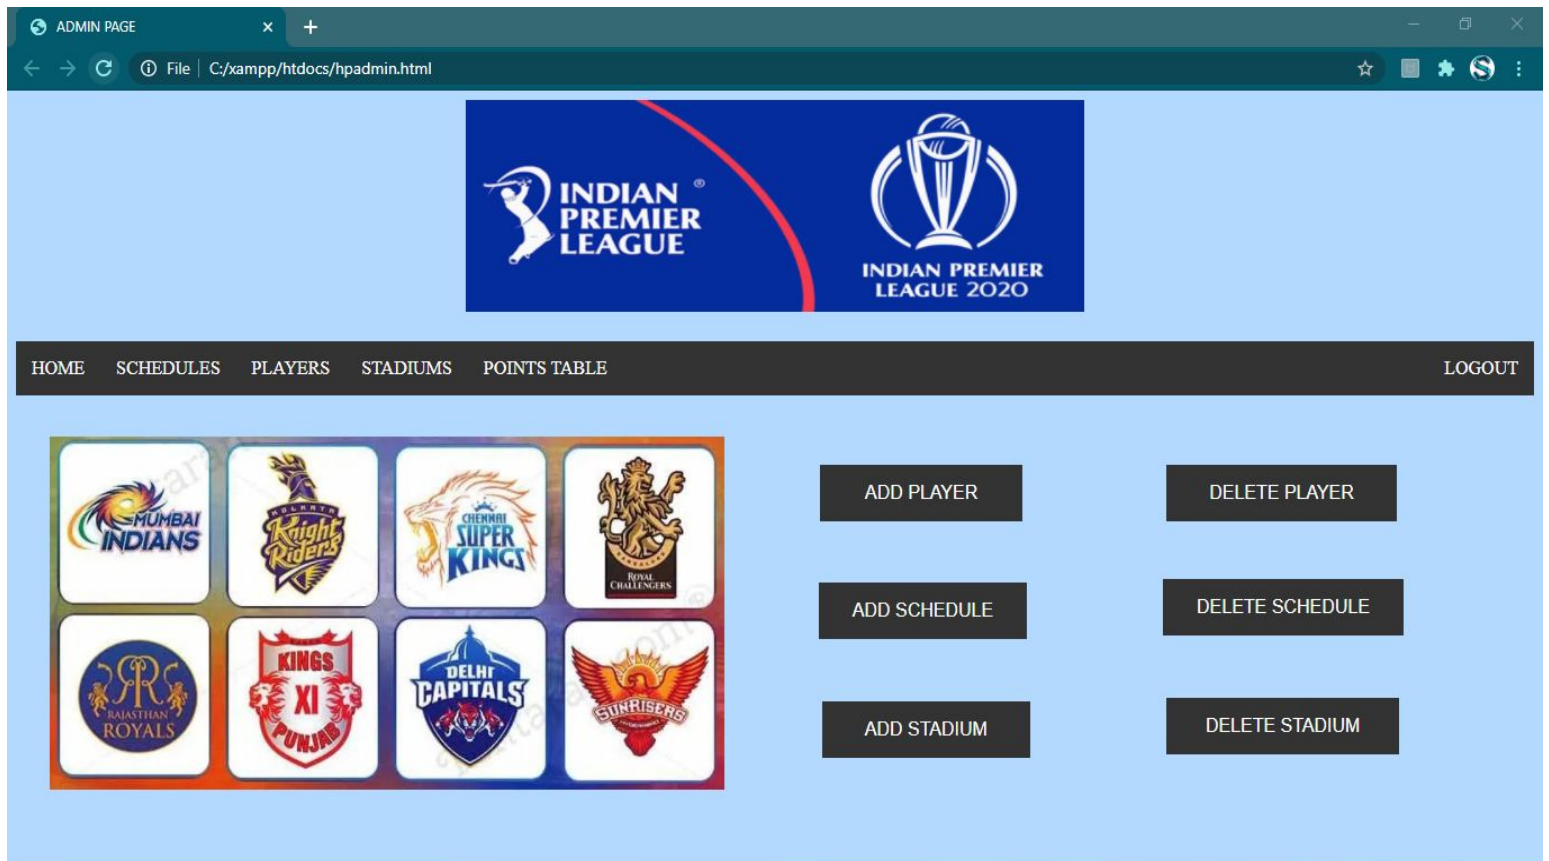 ADMIN PAGE
File | C:/xampp/htdocs/hpadmin.html
INDIAN
PREMIER
LEAGUE
®
INDIAN PREMIER
LEAGUE 2020
HOME SCHEDULES PLAYERS STADIUMS POINTS TABLE LOGOUT
MUMBAI
INDIANS
KOLKATA
Knight
Riders
CHENNAI
SUPER
KINGS
BANGALORE
ROYAL
CHALLENGERS
RAJASTHAN
ROYALS
KINGS
XI
PUNJAB
DELHI
CAPITALS
SUNRISERS
ADD PLAYER DELETE PLAYER
ADD SCHEDULE DELETE SCHEDULE
ADD STADIUM DELETE STADIUM